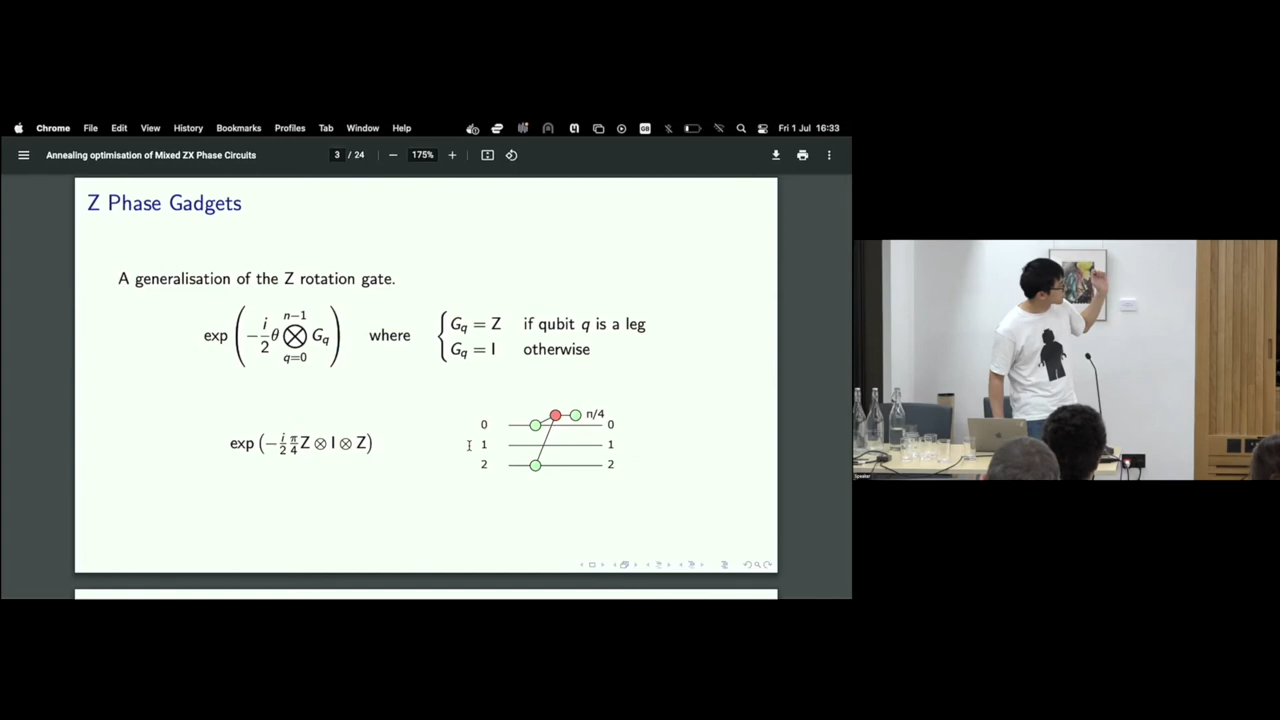 Chrome File Edit View History Bookmarks Profiles Tab Window Help GB Fri 1 Jul 16:33
Annealing optimisation of Mixed ZX Phase Circuits 3 / 24 175%
Z Phase Gadgets
A generalisation of the Z rotation gate.
exp(−i/2 θ ⨂_{q=0}^{n−1} G_q) where { G_q = Z if qubit q is a leg
G_q = I otherwise
π/4
0 0
exp(−i/2 π/4 Z ⊗ I ⊗ Z) 1 1
2 2
Speaker